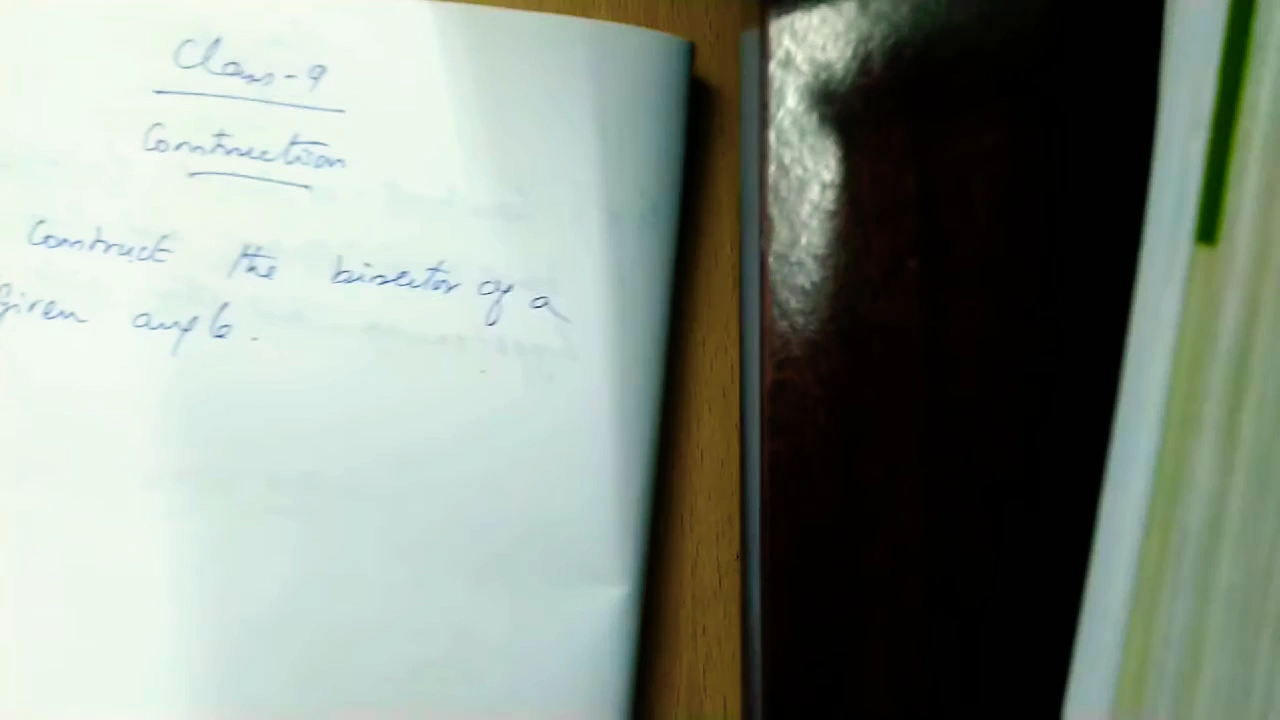 Class-9
Construction
Construct the bisector of a
given angle.